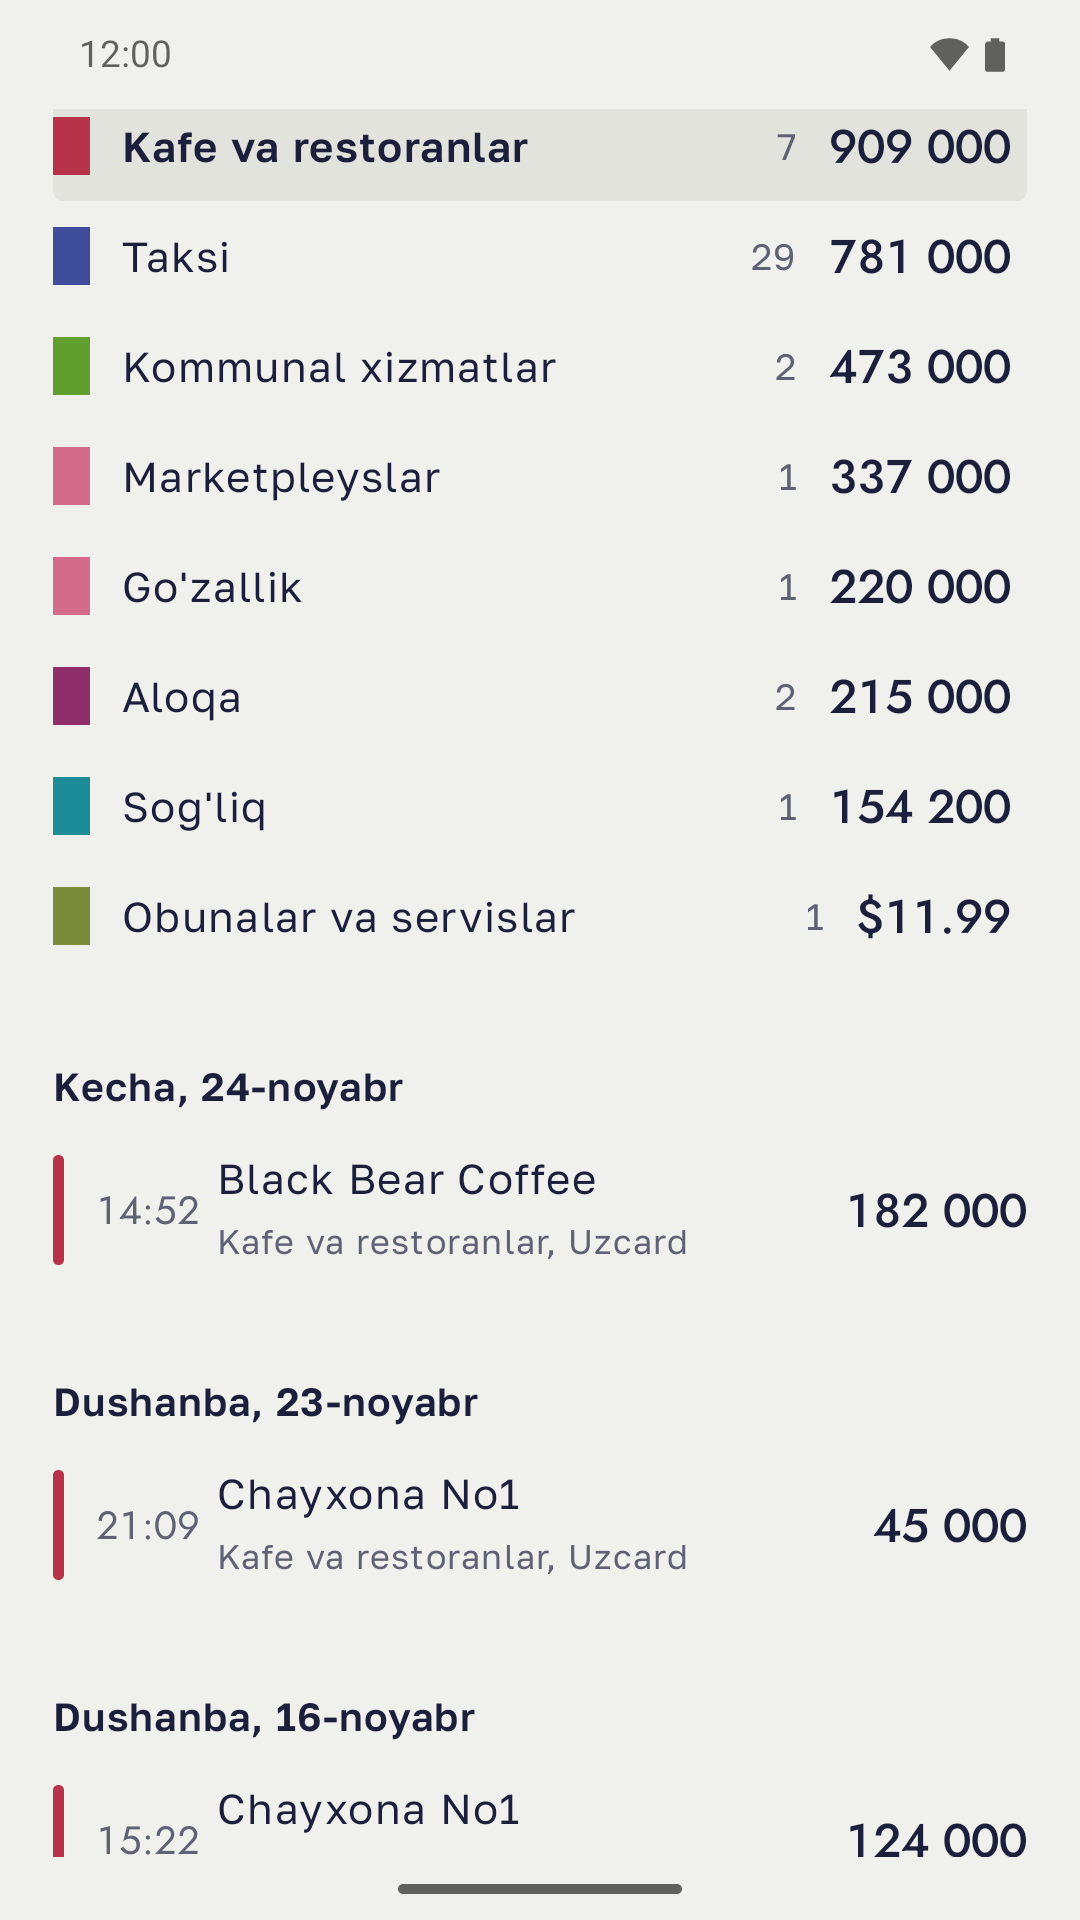 12:00
Kafe va restoranlar 7 909 000
Taksi 29 781 000
Kommunal xizmatlar 2 473 000
Marketpleyslar 1 337 000
Go'zallik 1 220 000
Aloqa 2 215 000
Sog'liq 1 154 200
Obunalar va servislar 1 $11.99
Kecha, 24-noyabr
14:52 Black Bear Coffee 182 000
Kafe va restoranlar, Uzcard
Dushanba, 23-noyabr
21:09 Chayxona No1 45 000
Kafe va restoranlar, Uzcard
Dushanba, 16-noyabr
15:22 Chayxona No1 124 000